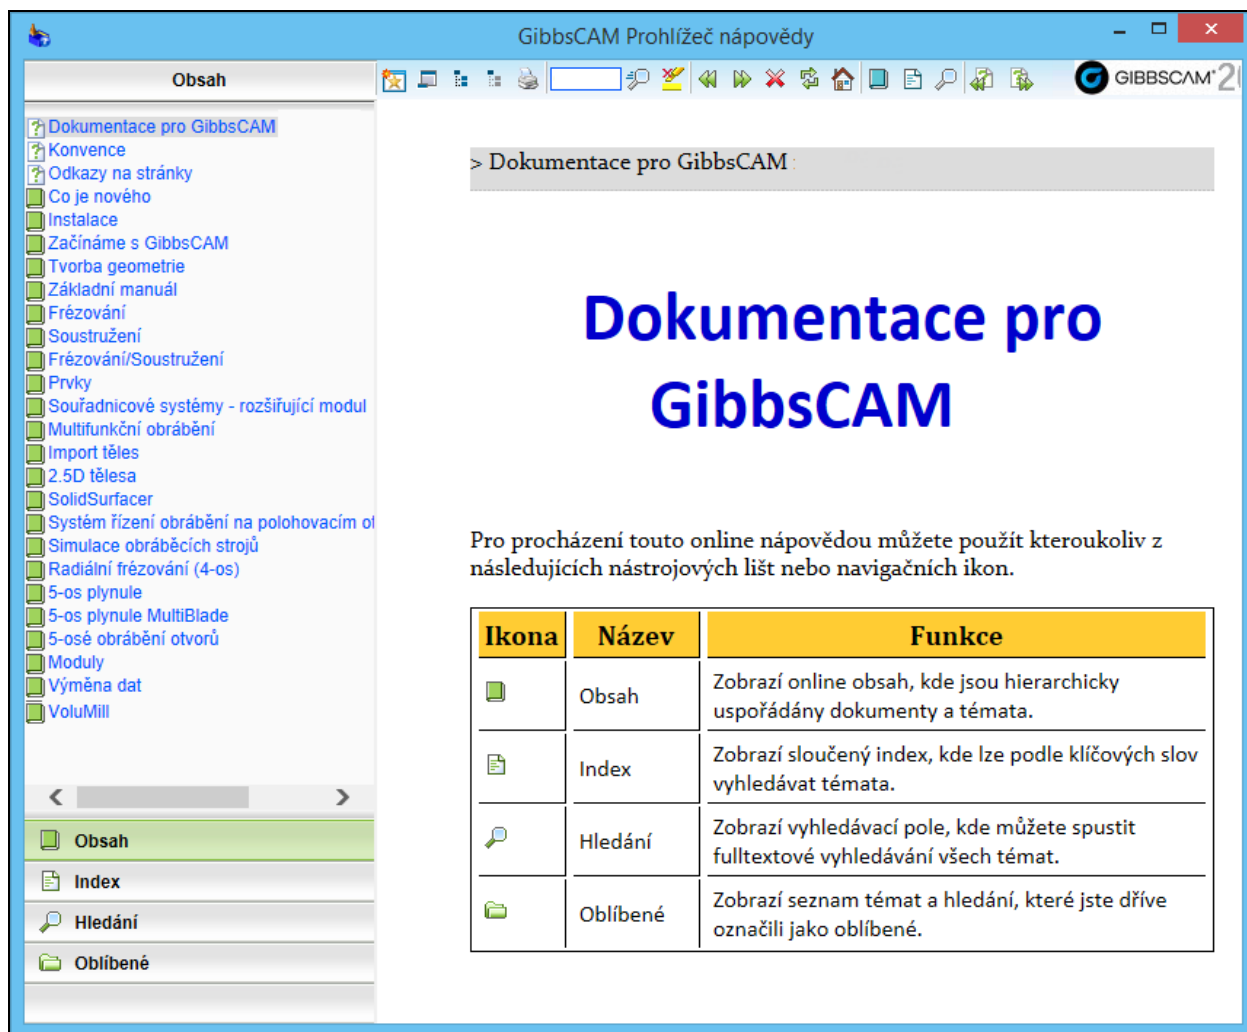 GibbsCAM Prohlížeč nápovědy
Obsah
GIBBSCAM
Dokumentace pro GibbsCAM
Konvence
Odkazy na stránky
Co je nového
Instalace
Začínáme s GibbsCAM
Tvorba geometrie
Základní manuál
Frézování
Soustružení
Frézování/Soustružení
Prvky
Souřadnicové systémy - rozšiřující modul
Multifunkční obrábění
Import těles
2.5D tělesa
SolidSurfacer
Systém řízení obrábění na polohovacím
Simulace obráběcích strojů
Radiální frézování (4-os)
5-os plynule
5-os plynule MultiBlade
5-osé obrábění otvorů
Moduly
Výměna dat
VoluMill
Obsah
Index
Hledání
Oblíbené
> Dokumentace pro GibbsCAM
Dokumentace pro
GibbsCAM
Pro procházení touto online nápovědou můžete použít kteroukoliv z
následujících nástrojových lišt nebo navigačních ikon.
Ikona Název Funkce
Obsah Zobrazí online obsah, kde jsou hierarchicky
uspořádány dokumenty a témata.
Index Zobrazí sloučený index, kde lze podle klíčových slov
vyhledávat témata.
Hledání Zobrazí vyhledávací pole, kde můžete spustit
fulltextové vyhledávání všech témat.
Oblíbené Zobrazí seznam témat a hledání, které jste dříve
označili jako oblíbené.